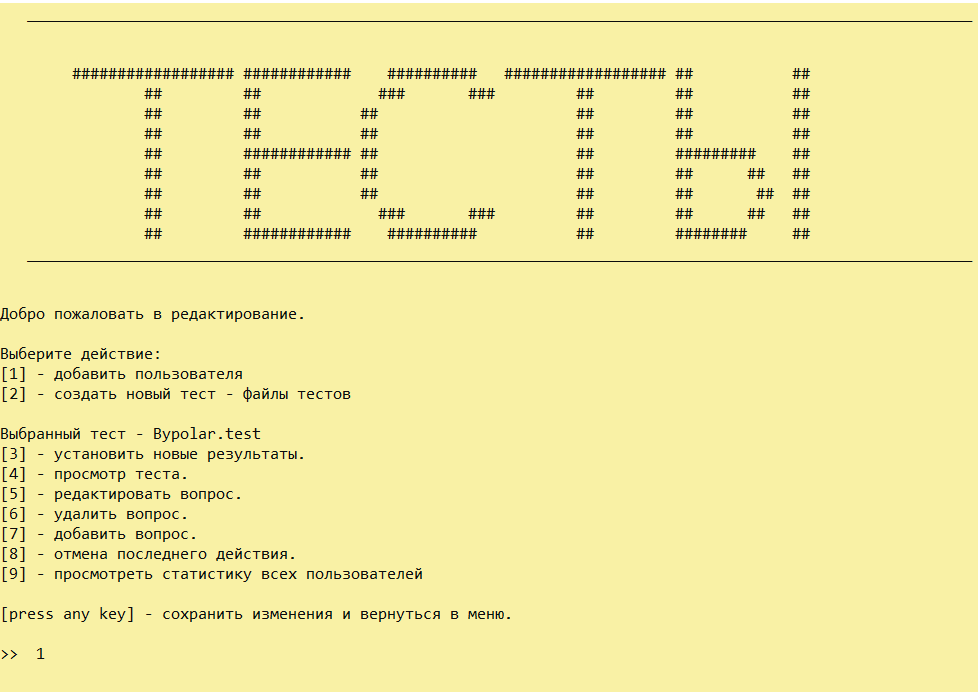 ТЕСТЫ
Добро пожаловать в редактирование.
Выберите действие:
[1] - добавить пользователя
[2] - создать новый тест - файлы тестов
Выбранный тест - Bypolar.test
[3] - установить новые результаты.
[4] - просмотр теста.
[5] - редактировать вопрос.
[6] - удалить вопрос.
[7] - добавить вопрос.
[8] - отмена последнего действия.
[9] - просмотреть статистику всех пользователей
[press any key] - сохранить изменения и вернуться в меню.
>> 1